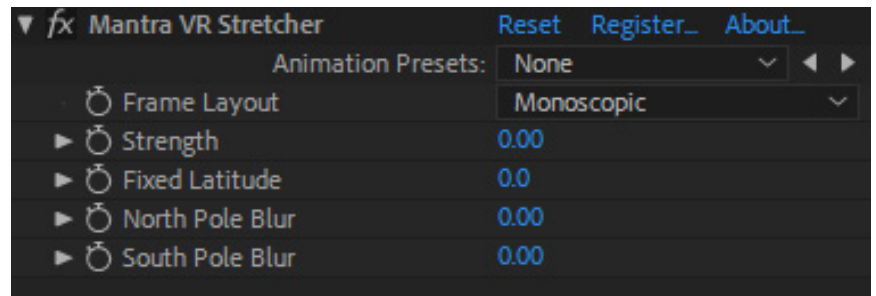 fx Mantra VR Stretcher Reset Register... About...
Animation Presets: None
Frame Layout Monoscopic
Strength 0.00
Fixed Latitude 0.0
North Pole Blur 0.00
South Pole Blur 0.00